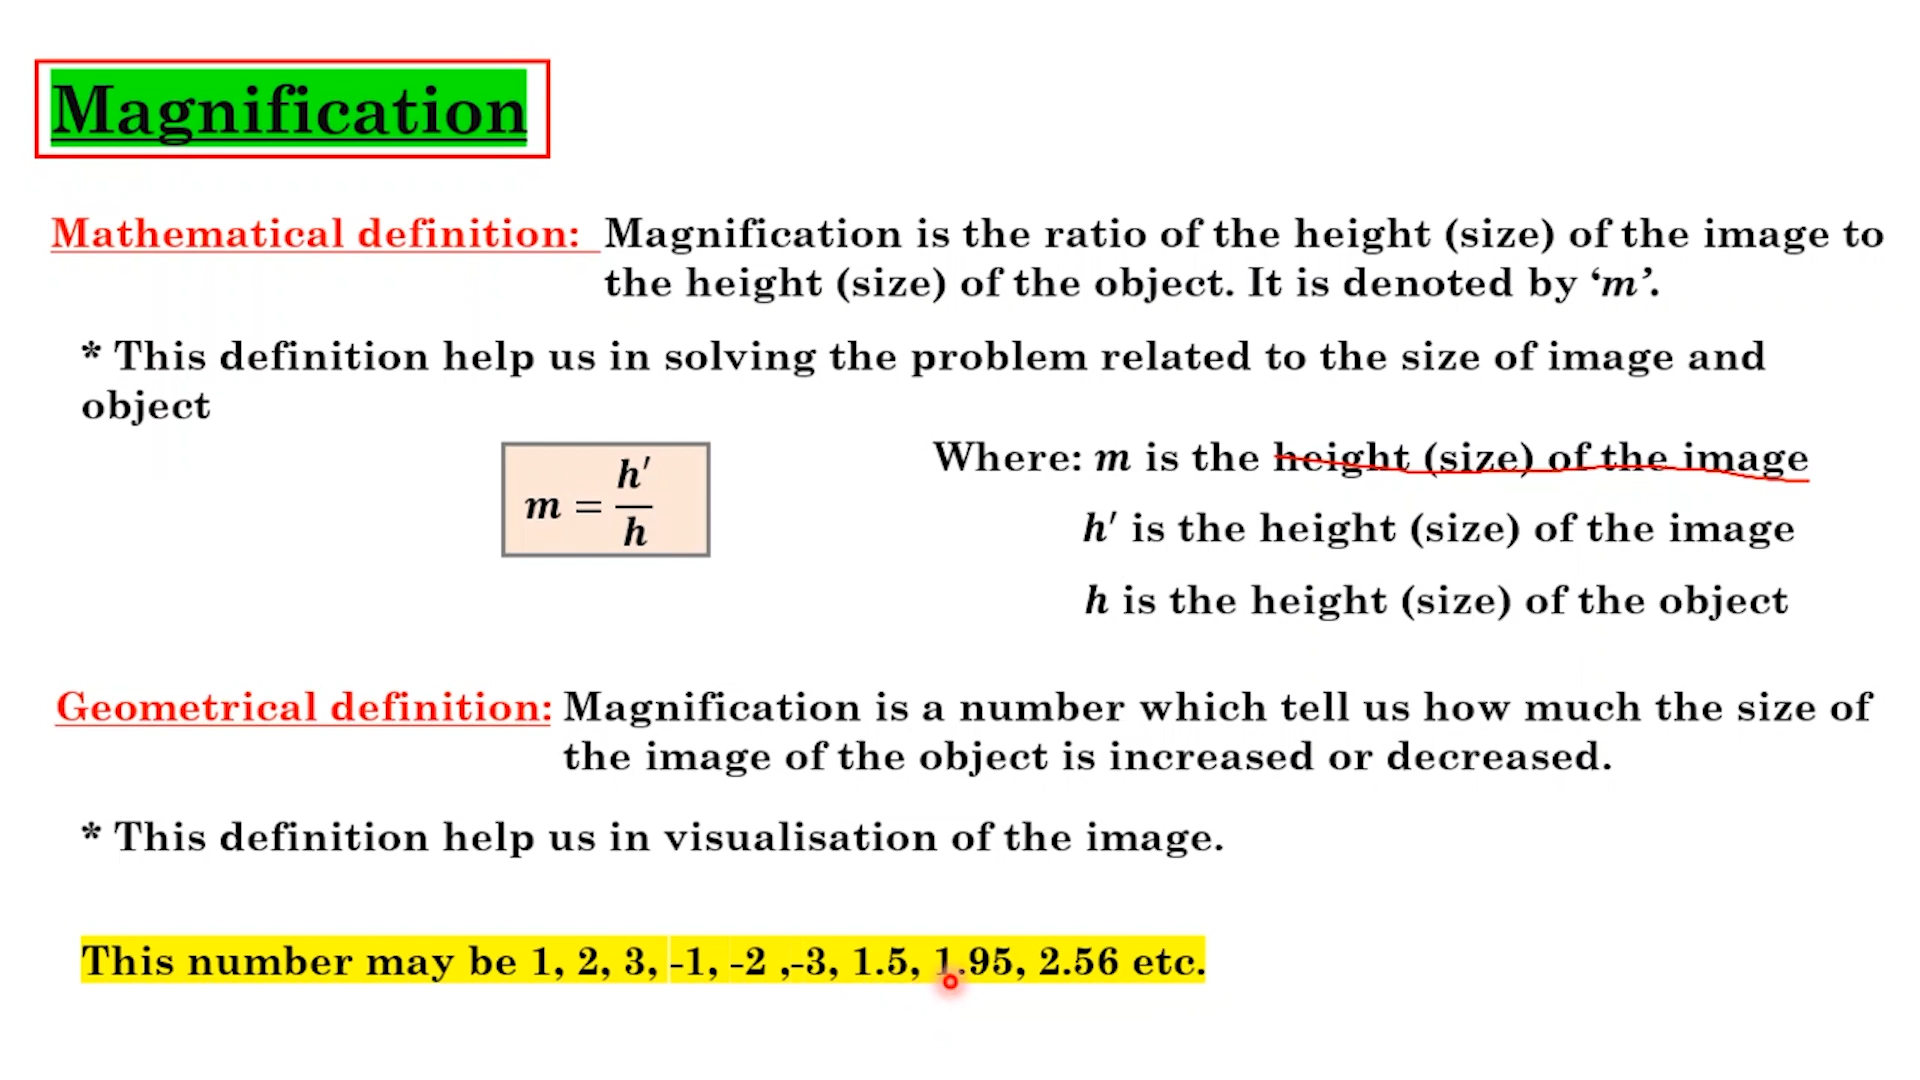 Magnification
Mathematical definition: Magnification is the ratio of the height (size) of the image to
the height (size) of the object. It is denoted by ‘m’.
* This definition help us in solving the problem related to the size of image and
object
m = h′/h
Where: m is the height (size) of the image
h′ is the height (size) of the image
h is the height (size) of the object
Geometrical definition: Magnification is a number which tell us how much the size of
the image of the object is increased or decreased.
* This definition help us in visualisation of the image.
This number may be 1, 2, 3, -1, -2 ,-3, 1.5, 1.95, 2.56 etc.